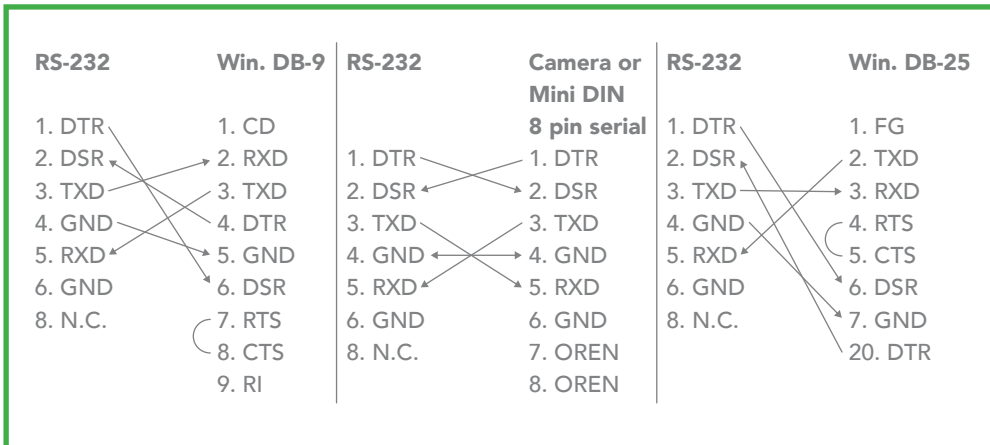 RS-232
Win. DB-9
1. DTR
1. CD
2. DSR
2. RXD
3. TXD
3. TXD
4. GND
4. DTR
5. RXD
5. GND
6. GND
6. DSR
8. N.C.
7. RTS
8. CTS
9. RI
RS-232
Camera or
Mini DIN
8 pin serial
1. DTR
1. DTR
2. DSR
2. DSR
3. TXD
3. TXD
4. GND
4. GND
5. RXD
5. RXD
6. GND
6. GND
8. N.C.
7. OREN
8. OREN
RS-232
Win. DB-25
1. DTR
1. FG
2. DSR
2. TXD
3. TXD
3. RXD
4. GND
4. RTS
5. RXD
5. CTS
6. GND
6. DSR
8. N.C.
7. GND
20. DTR